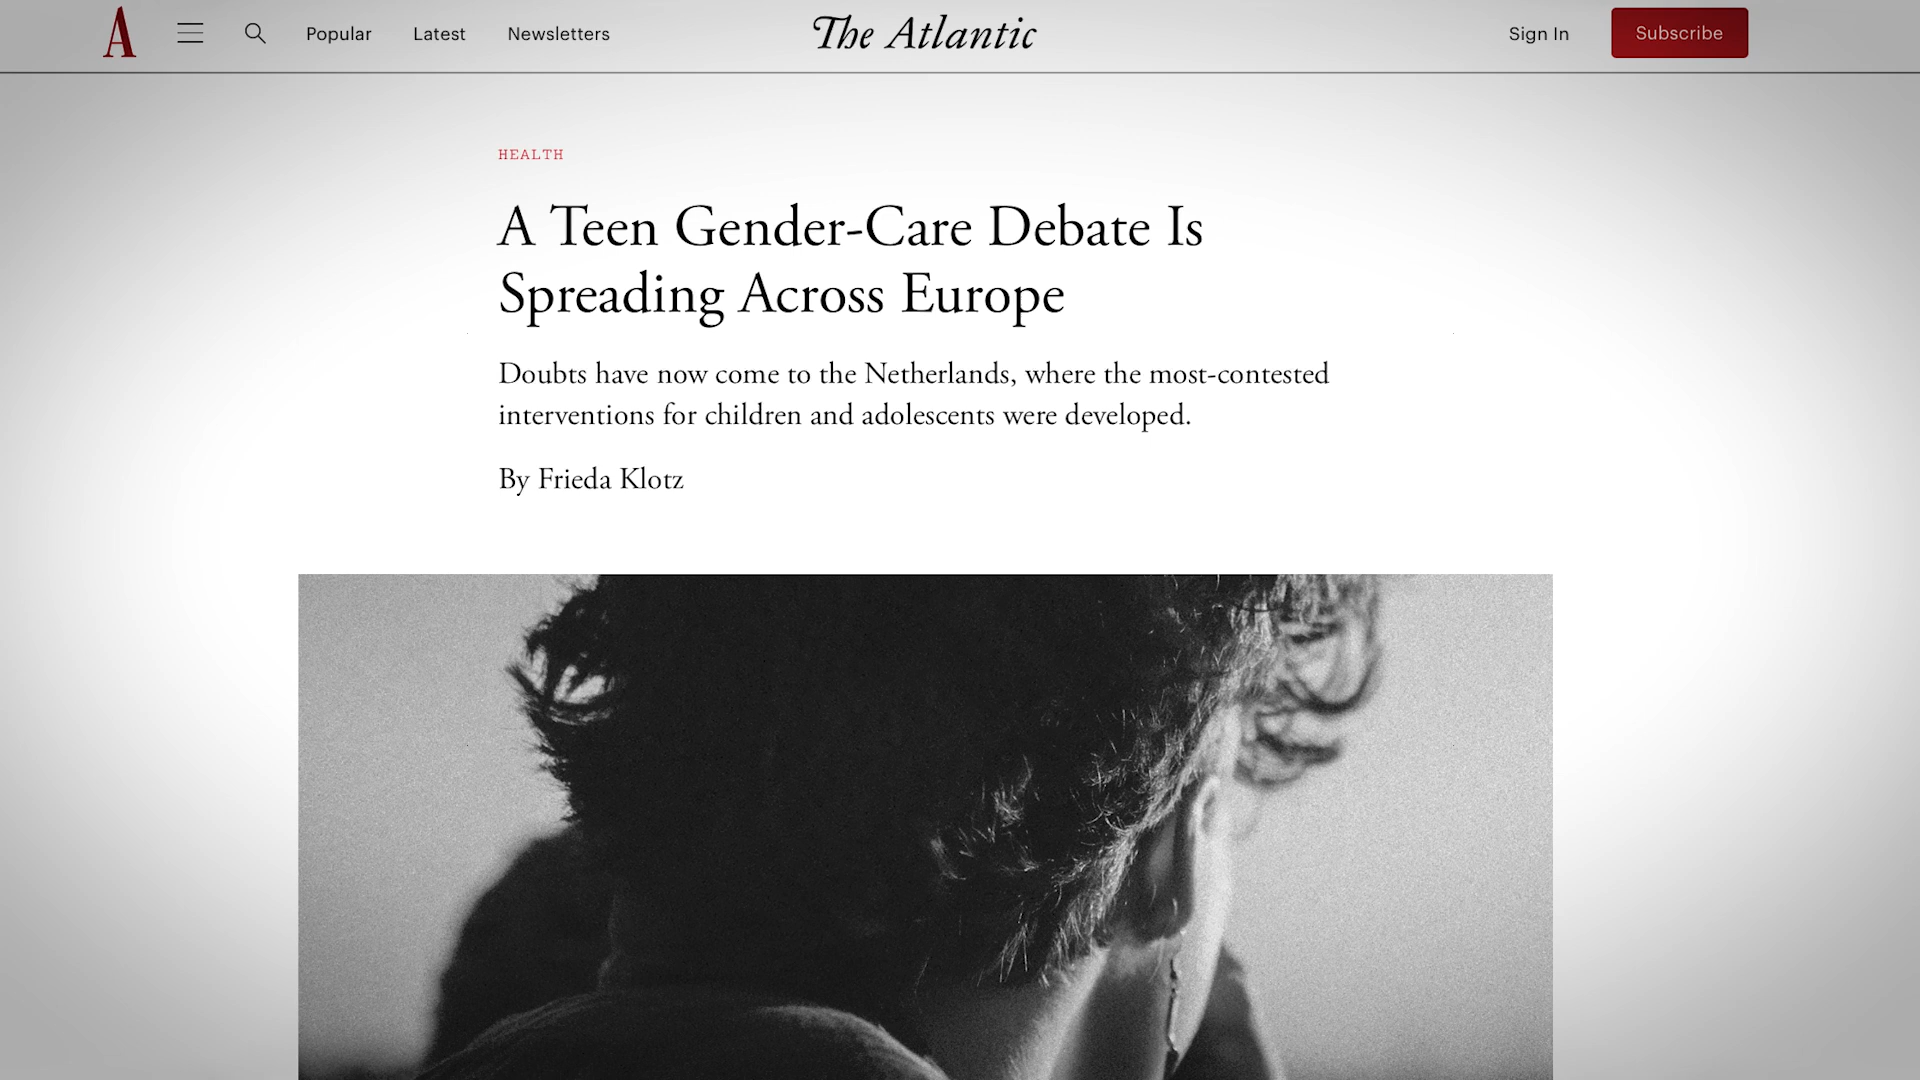 A
Popular
Latest
Newsletters
The Atlantic
Sign In
Subscribe
HEALTH
A Teen Gender-Care Debate Is
Spreading Across Europe
Doubts have now come to the Netherlands, where the most-contested
interventions for children and adolescents were developed.
By Frieda Klotz